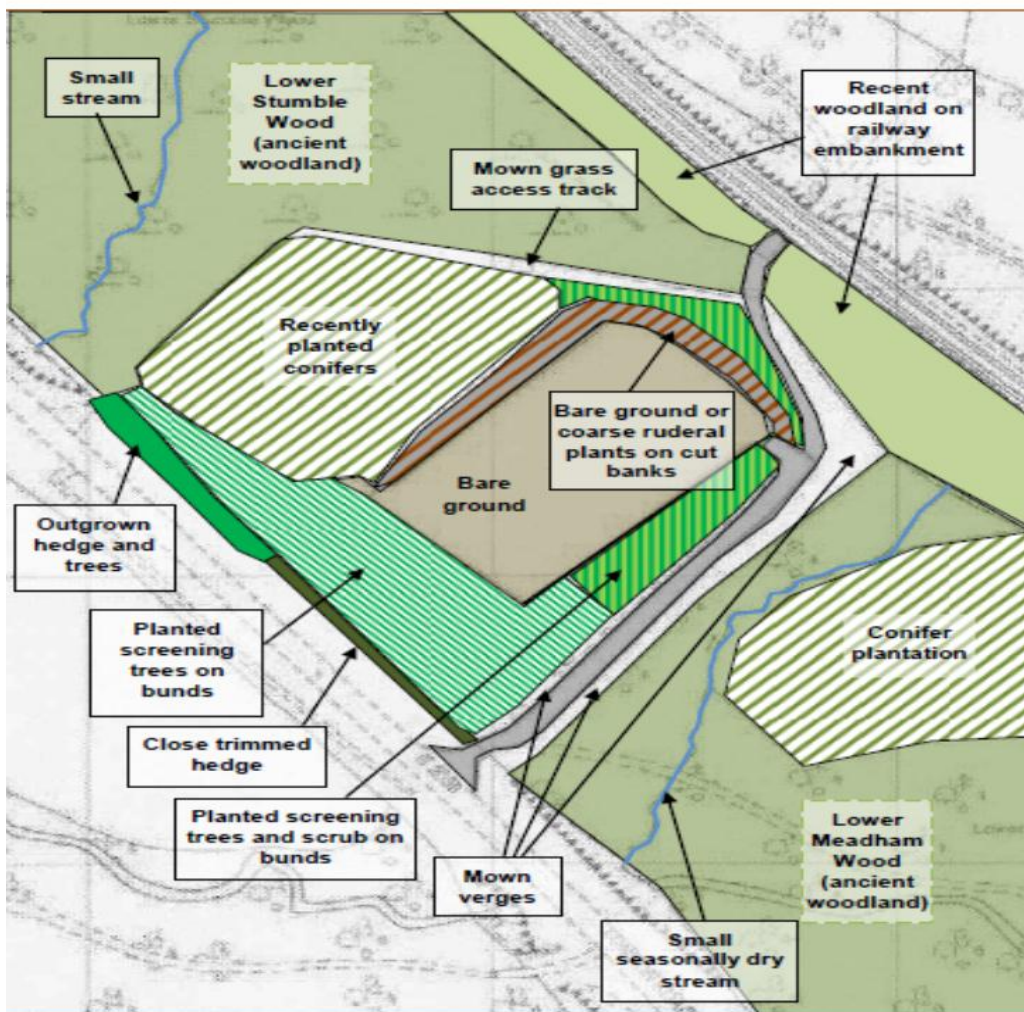 Small
stream
Lower
Stumble
Wood
(ancient
woodland)
Recent
woodland on
railway
embankment
Mown grass
access track
Recently
planted
conifers
Bare ground or
coarse ruderal
plants on cut
banks
Bare
ground
Outgrown
hedge and
trees
Planted
screening
trees on
bunds
Conifer
plantation
Close trimmed
hedge
Planted screening
trees and scrub on
bunds
Mown
verges
Lower
Meadham
Wood
(ancient
woodland)
Small
seasonally dry
stream